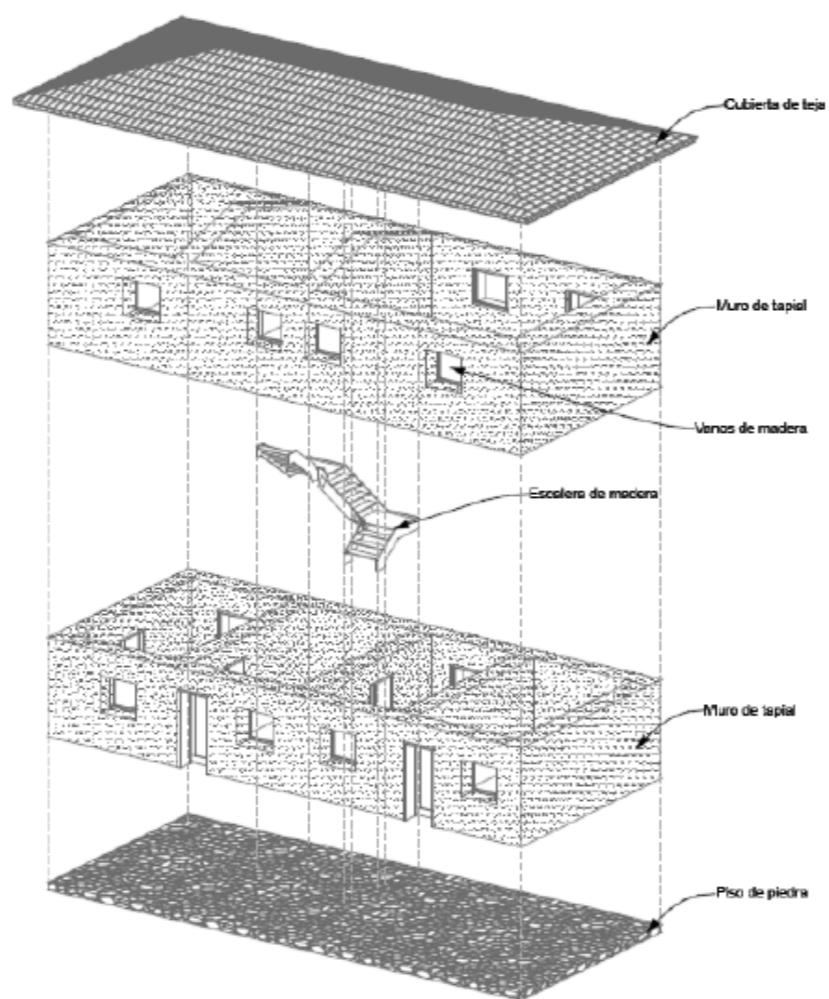 Cubierta de teja
Muro de tapial
Vanos de madera
Escalera de madera
Muro de tapial
Piso de piedra